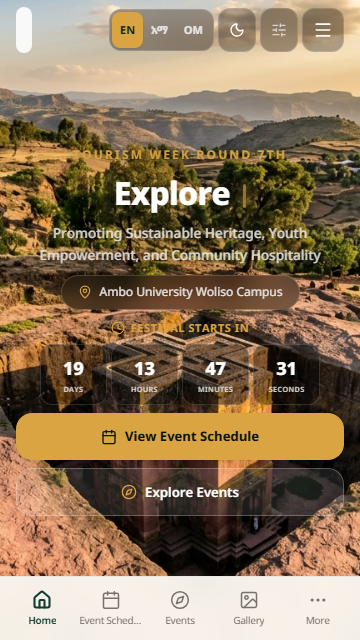 EN አማ OM
TOURISM WEEK ROUND 7TH
Explore
Promoting Sustainable Heritage, Youth
Empowerment, and Community Hospitality
Ambo University Woliso Campus
FESTIVAL STARTS IN
19 13 47 31
DAYS HOURS MINUTES SECONDS
View Event Schedule
Explore Events
Home Event Sched... Events Gallery More